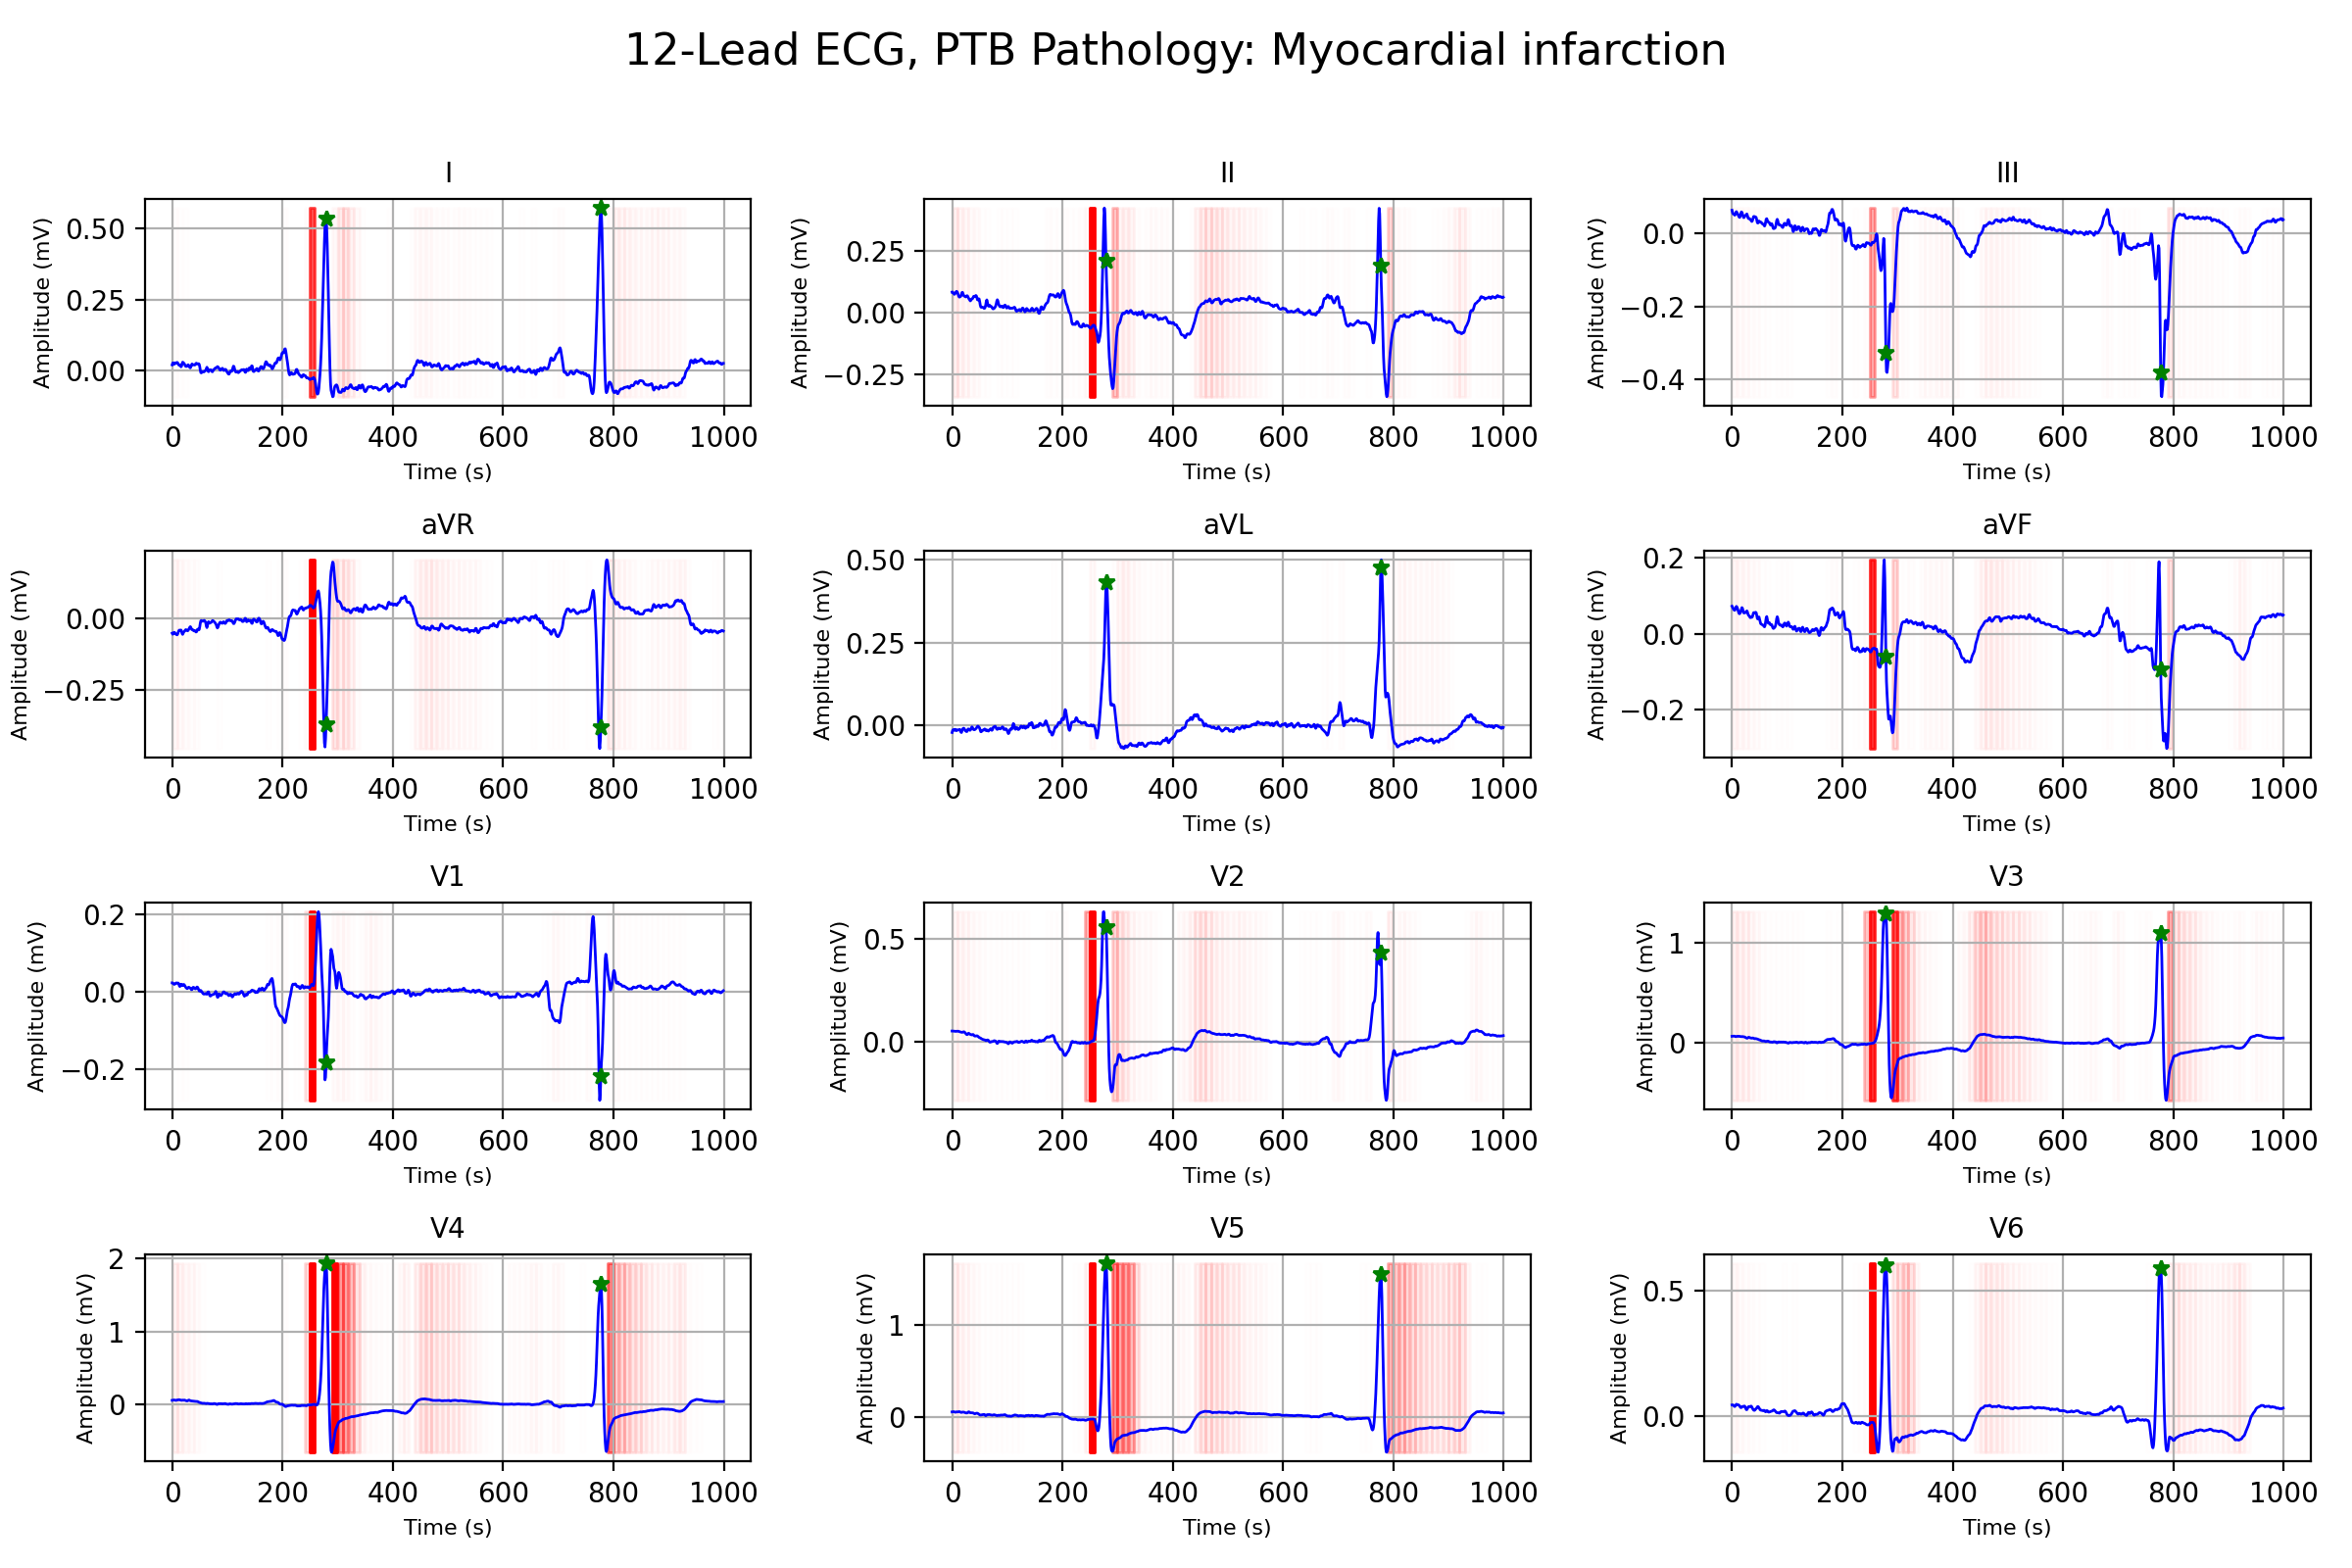 12-Lead ECG, PTB Pathology: Myocardial infarction
I
Amplitude (mV)
0.50
0.25
0.00
0 200 400 600 800 1000
Time (s)
II
Amplitude (mV)
0.25
0.00
−0.25
0 200 400 600 800 1000
Time (s)
III
Amplitude (mV)
0.0
−0.2
−0.4
0 200 400 600 800 1000
Time (s)
aVR
Amplitude (mV)
0.00
−0.25
0 200 400 600 800 1000
Time (s)
aVL
Amplitude (mV)
0.50
0.25
0.00
0 200 400 600 800 1000
Time (s)
aVF
Amplitude (mV)
0.2
0.0
−0.2
0 200 400 600 800 1000
Time (s)
V1
Amplitude (mV)
0.2
0.0
−0.2
0 200 400 600 800 1000
Time (s)
V2
Amplitude (mV)
0.5
0.0
0 200 400 600 800 1000
Time (s)
V3
Amplitude (mV)
1
0
0 200 400 600 800 1000
Time (s)
V4
Amplitude (mV)
2
1
0
0 200 400 600 800 1000
Time (s)
V5
Amplitude (mV)
1
0
0 200 400 600 800 1000
Time (s)
V6
Amplitude (mV)
0.5
0.0
0 200 400 600 800 1000
Time (s)